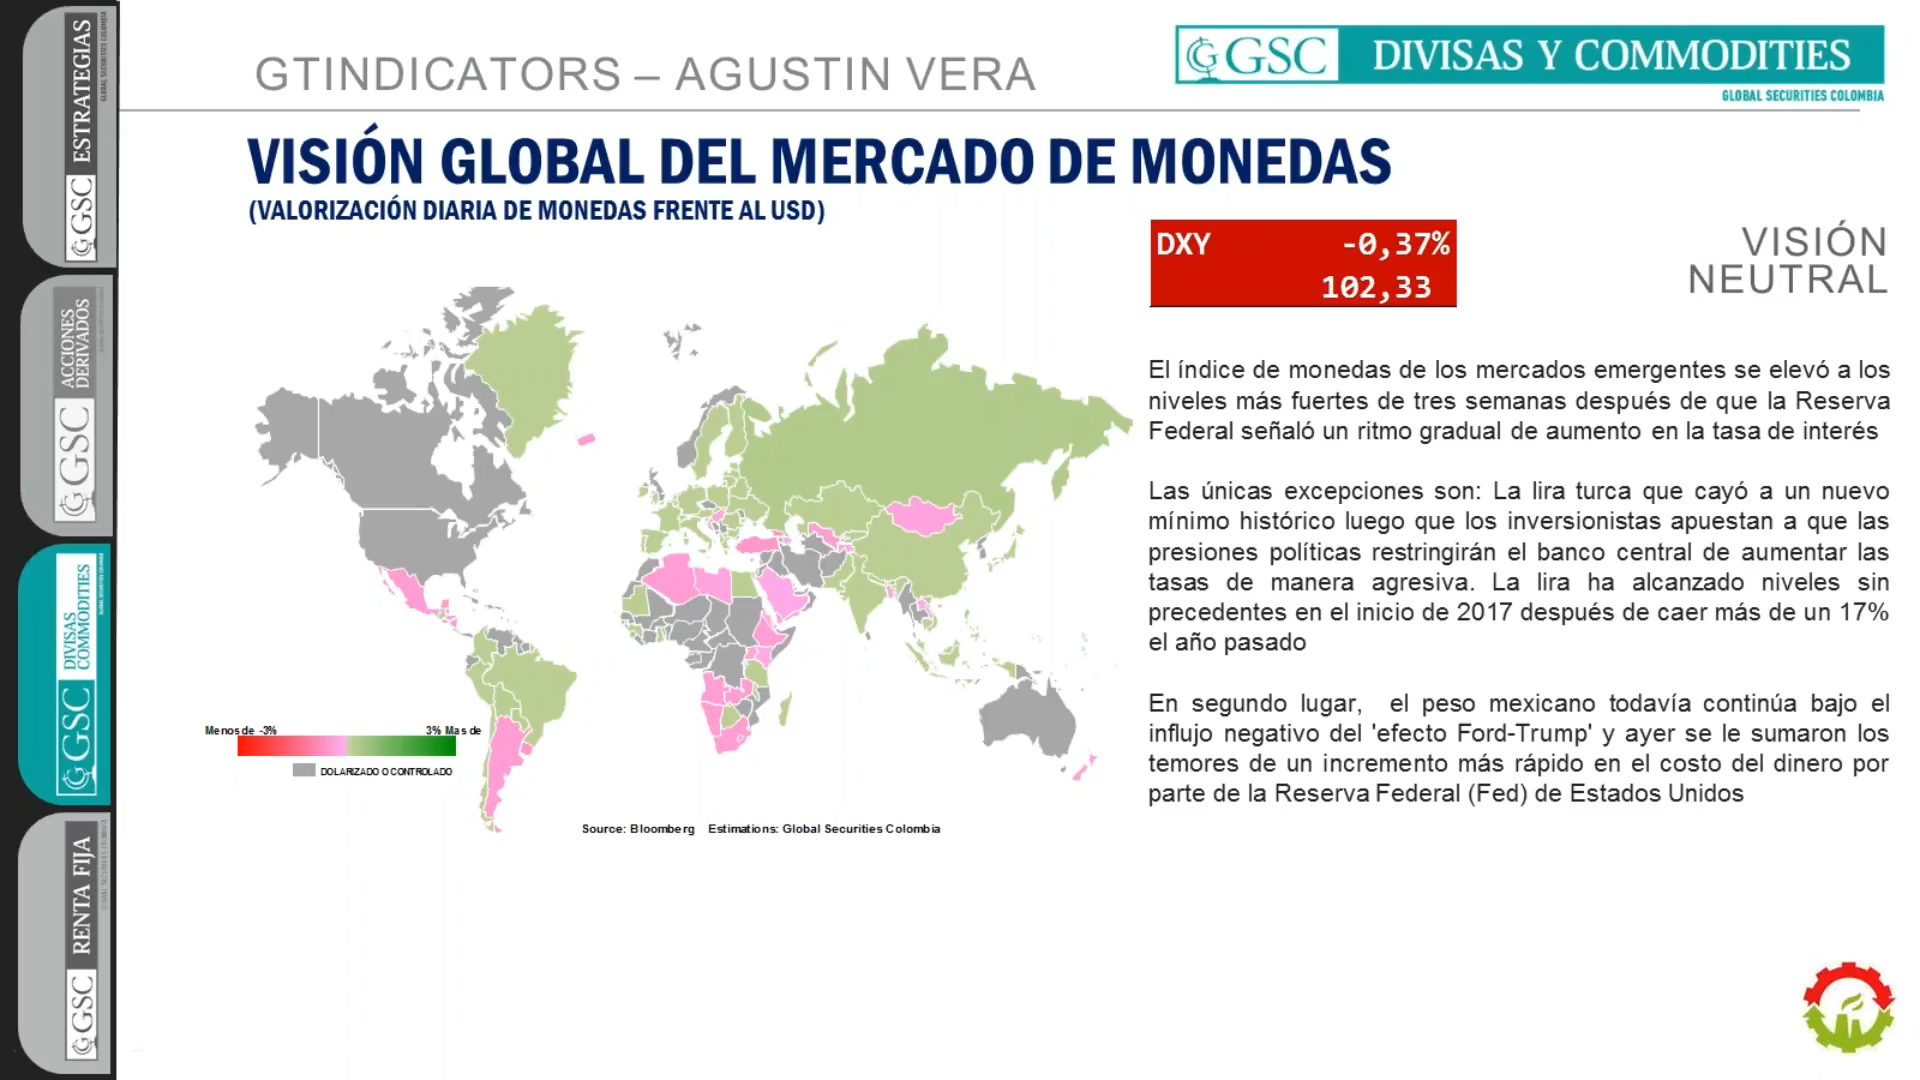 GTINDICATORS – AGUSTIN VERA
GSC DIVISAS Y COMMODITIES
GLOBAL SECURITIES COLOMBIA
VISIÓN GLOBAL DEL MERCADO DE MONEDAS
(VALORIZACIÓN DIARIA DE MONEDAS FRENTE AL USD)
DXY -0,37%
102,33
VISIÓN
NEUTRAL
El índice de monedas de los mercados emergentes se elevó a los
niveles más fuertes de tres semanas después de que la Reserva
Federal señaló un ritmo gradual de aumento en la tasa de interés
Las únicas excepciones son: La lira turca que cayó a un nuevo
mínimo histórico luego que los inversionistas apuestan a que las
presiones políticas restringirán el banco central de aumentar las
tasas de manera agresiva. La lira ha alcanzado niveles sin
precedentes en el inicio de 2017 después de caer más de un 17%
el año pasado
En segundo lugar, el peso mexicano todavía continúa bajo el
influjo negativo del 'efecto Ford-Trump' y ayer se le sumaron los
temores de un incremento más rápido en el costo del dinero por
parte de la Reserva Federal (Fed) de Estados Unidos
Menos de -3%
3% Mas de
DOLARIZADO O CONTROLADO
Source: Bloomberg Estimations: Global Securities Colombia
GSC ESTRATEGIAS
GLOBAL SECURITIES COLOMBIA
GSC ACCIONES
DERIVADOS
GSC DIVISAS
COMMODITIES
GSC RENTA FIJA